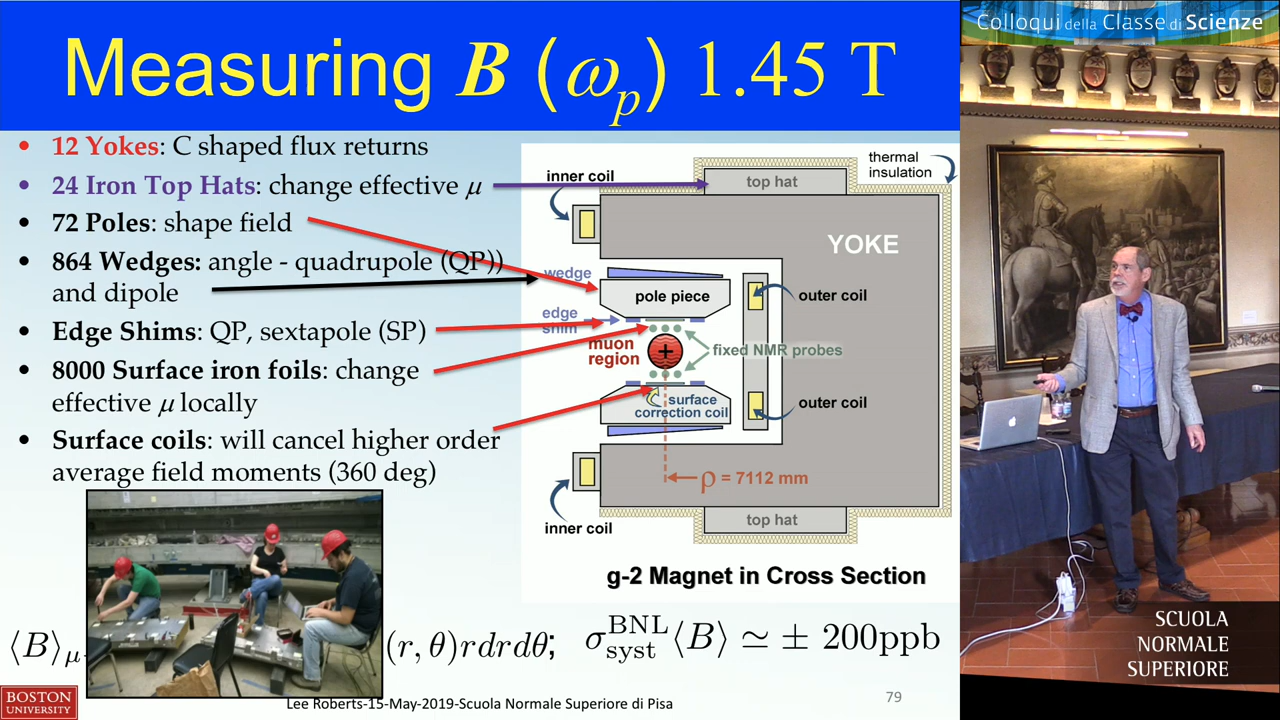 Measuring B (ωp) 1.45 T
• 12 Yokes: C shaped flux returns
• 24 Iron Top Hats: change effective μ
• 72 Poles: shape field
• 864 Wedges: angle - quadrupole (QP))
and dipole
• Edge Shims: QP, sextapole (SP)
• 8000 Surface iron foils: change
effective μ locally
• Surface coils: will cancel higher order
average field moments (360 deg)
inner coil
top hat
thermal
insulation
YOKE
wedge
pole piece
outer coil
edge
shim
muon
region
+
fixed NMR probes
surface
correction coil
outer coil
ρ = 7112 mm
inner coil
top hat
g-2 Magnet in Cross Section
⟨B⟩μ
(r, θ)rdrdθ; σ syst BNL ⟨B⟩ ≃ ± 200ppb
BOSTON
UNIVERSITY
Lee Roberts-15-May-2019-Scuola Normale Superiore di Pisa
79
Colloqui della Classe di Scienze
SCUOLA
NORMALE
SUPERIORE